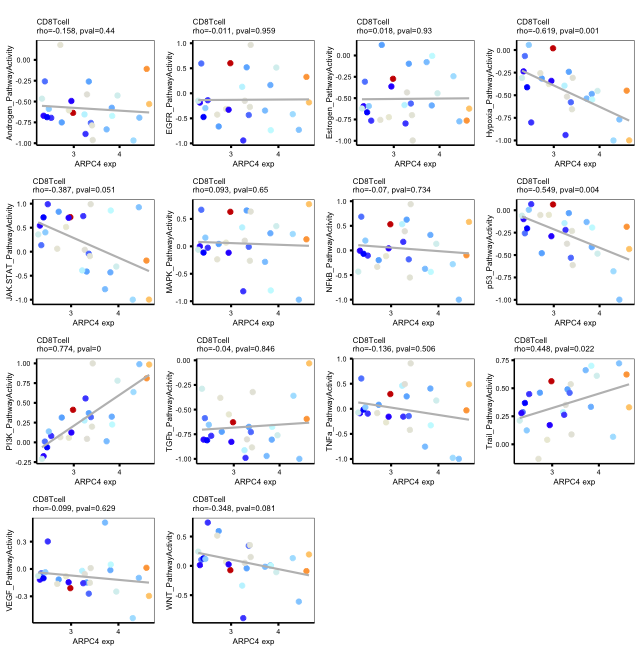 CD8Tcell
rho=-0.158, pval=0.44
Androgen_PathwayActivity
0.00
-0.25
-0.50
-0.75
-1.00
3
4
ARPC4 exp
CD8Tcell
rho=-0.011, pval=0.959
EGFR_PathwayActivity
1.0
0.5
0.0
-0.5
-1.0
3
4
ARPC4 exp
CD8Tcell
rho=0.018, pval=0.93
Estrogen_PathwayActivity
0.0
-0.5
-1.0
3
4
ARPC4 exp
CD8Tcell
rho=-0.619, pval=0.001
Hypoxia_PathwayActivity
0.00
-0.25
-0.50
-0.75
-1.00
3
4
ARPC4 exp
CD8Tcell
rho=-0.387, pval=0.051
JAK-STAT_PathwayActivity
1.0
0.5
0.0
-0.5
-1.0
3
4
ARPC4 exp
CD8Tcell
rho=0.093, pval=0.65
MAPK_PathwayActivity
0.5
0.0
-0.5
-1.0
3
4
ARPC4 exp
CD8Tcell
rho=-0.07, pval=0.734
NFkB_PathwayActivity
1.0
0.5
0.0
-0.5
-1.0
3
4
ARPC4 exp
CD8Tcell
rho=-0.549, pval=0.004
p53_PathwayActivity
0.00
-0.25
-0.50
-0.75
-1.00
3
4
ARPC4 exp
CD8Tcell
rho=0.774, pval=0
PI3K_PathwayActivity
1.00
0.75
0.50
0.25
0.00
-0.25
3
4
ARPC4 exp
CD8Tcell
rho=-0.04, pval=0.846
TGFb_PathwayActivity
0.00
-0.25
-0.50
-0.75
-1.00
3
4
ARPC4 exp
CD8Tcell
rho=-0.136, pval=0.506
TNFa_PathwayActivity
1.0
0.5
0.0
-0.5
-1.0
3
4
ARPC4 exp
CD8Tcell
rho=0.448, pval=0.022
Trail_PathwayActivity
0.75
0.50
0.25
0.00
3
4
ARPC4 exp
CD8Tcell
rho=-0.099, pval=0.629
VEGF_PathwayActivity
0.3
0.0
-0.3
3
4
ARPC4 exp
CD8Tcell
rho=-0.348, pval=0.081
WNT_PathwayActivity
0.5
0.0
-0.5
3
4
ARPC4 exp